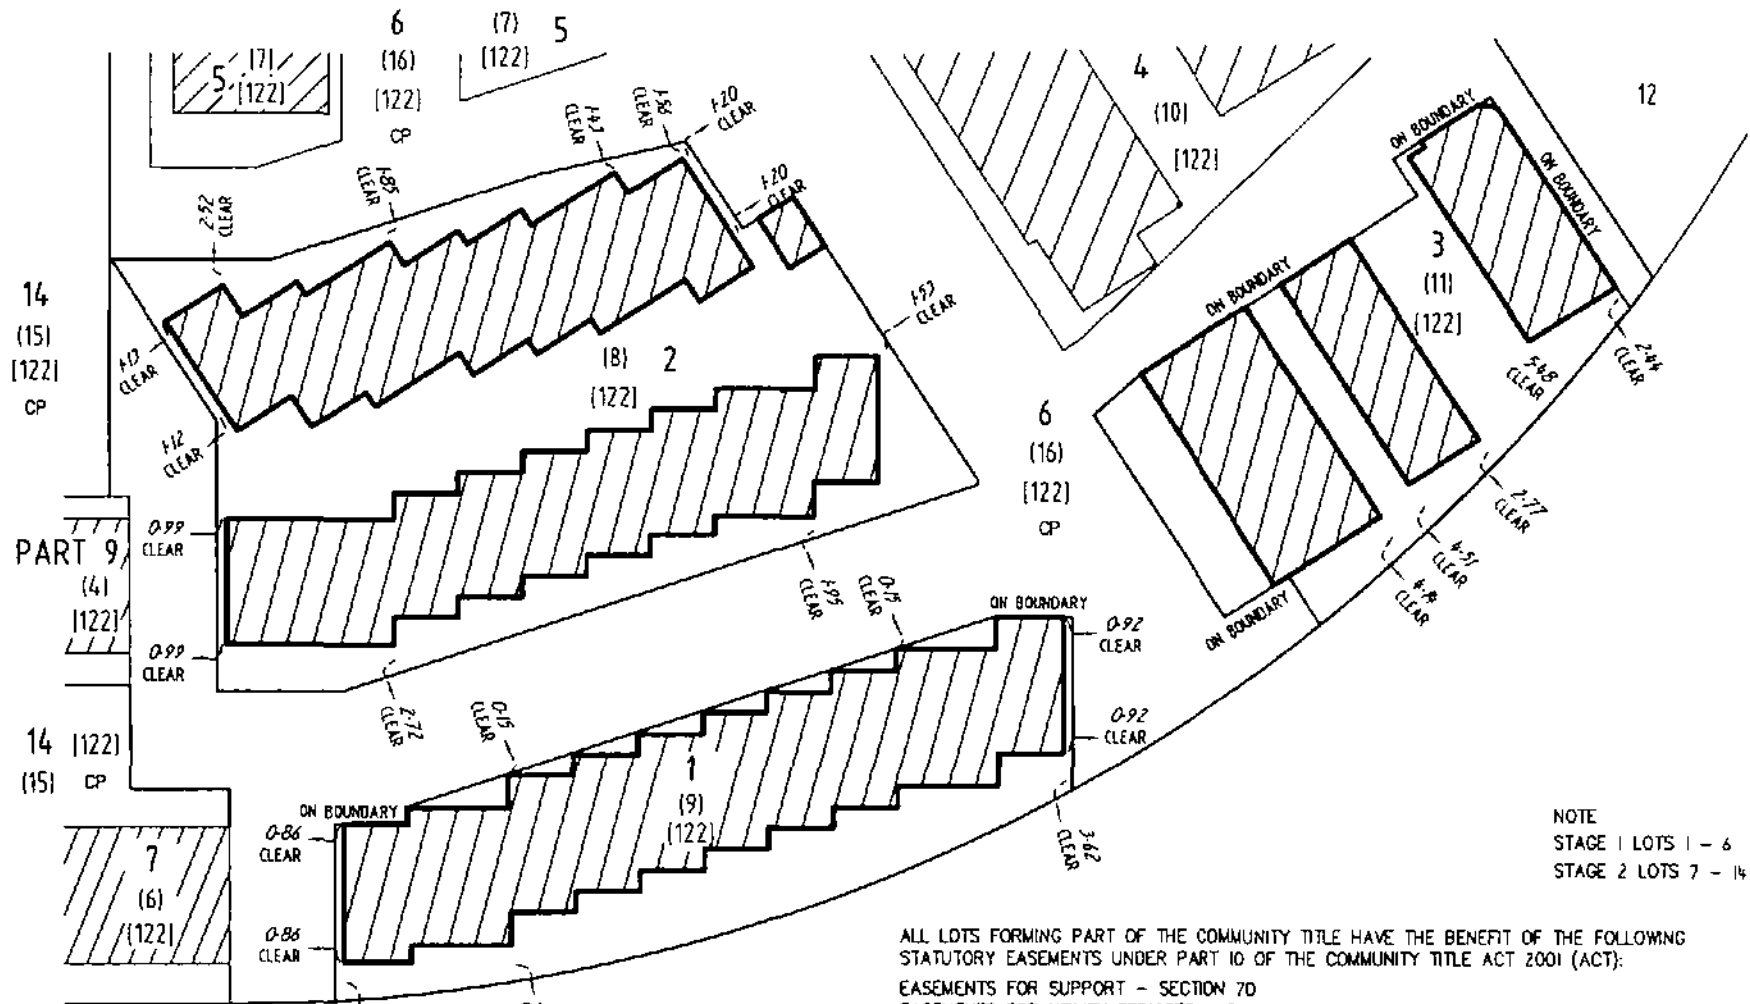 6
(16)
[122]
CP
(7)
[122]
5
(7)
5
[122]
4
(10)
[122]
12
ON BOUNDARY
ON BOUNDARY
1·43
CLEAR
1·56
CLEAR
1·20
CLEAR
1·20
CLEAR
1·85
CLEAR
2·52
CLEAR
14
(15)
[122]
CP
1·13
CLEAR
1·12
CLEAR
(8)
2
[122]
1·53
CLEAR
ON BOUNDARY
3
(11)
[122]
5·48
CLEAR
2·44
CLEAR
6
(16)
[122]
CP
2·77
CLEAR
4·51
CLEAR
CLEAR
ON BOUNDARY
PART 9
(4)
[122]
0·99
CLEAR
0·99
CLEAR
1·95
CLEAR
0·15
CLEAR
ON BOUNDARY
0·92
CLEAR
0·92
CLEAR
2·72
CLEAR
0·15
CLEAR
14 [122]
(15) CP
1
(9)
[122]
ON BOUNDARY
0·86
CLEAR
0·86
CLEAR
3·62
CLEAR
7
(6)
[122]
NOTE
STAGE 1 LOTS 1 - 6
STAGE 2 LOTS 7 - 14
ALL LOTS FORMING PART OF THE COMMUNITY TITLE HAVE THE BENEFIT OF THE FOLLOWING
STATUTORY EASEMENTS UNDER PART 10 OF THE COMMUNITY TITLE ACT 2001 (ACT):
EASEMENTS FOR SUPPORT - SECTION 70